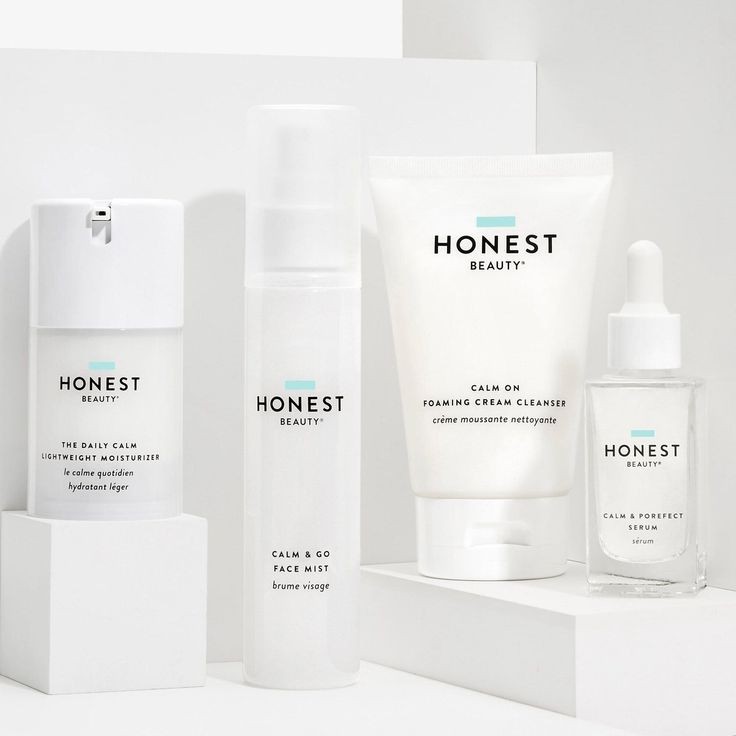 HONEST
BEAUTY®
THE DAILY CALM
LIGHTWEIGHT MOISTURIZER
le calme quotidien
hydratant léger
HONEST
BEAUTY®
CALM & GO
FACE MIST
brume visage
HONEST
BEAUTY®
CALM ON
FOAMING CREAM CLEANSER
crème moussante nettoyante
HONEST
BEAUTY®
CALM & POREFECT
SERUM
sérum